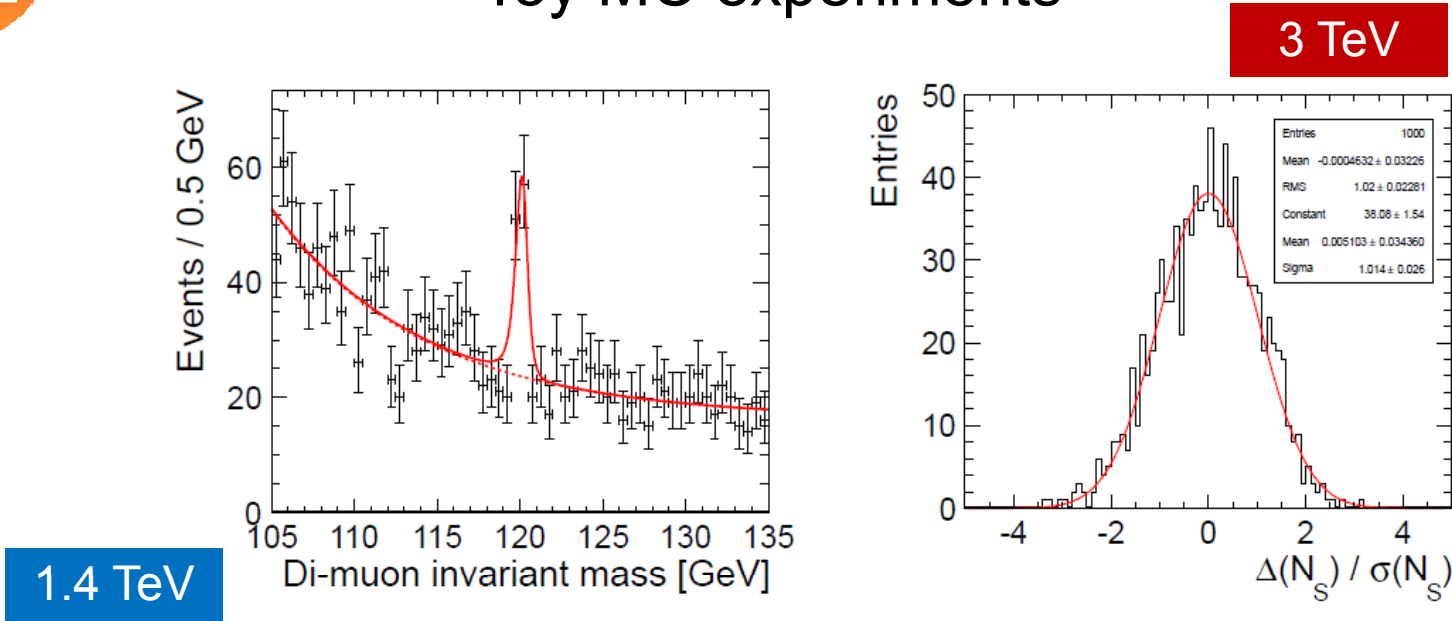 Toy MC experiments
3 TeV
Events / 0.5 GeV
60
40
20
0
105 110 115 120 125 130 135
Di-muon invariant mass [GeV]
1.4 TeV
Entries
50
40
30
20
10
0
-4 -2 0 2 4
Δ(N_S) / σ(N_S)
Entries 1000
Mean -0.0004632 ± 0.03226
RMS 1.02 ± 0.02281
Constant 38.08 ± 1.54
Mean 0.005103 ± 0.034360
Sigma 1.014 ± 0.026